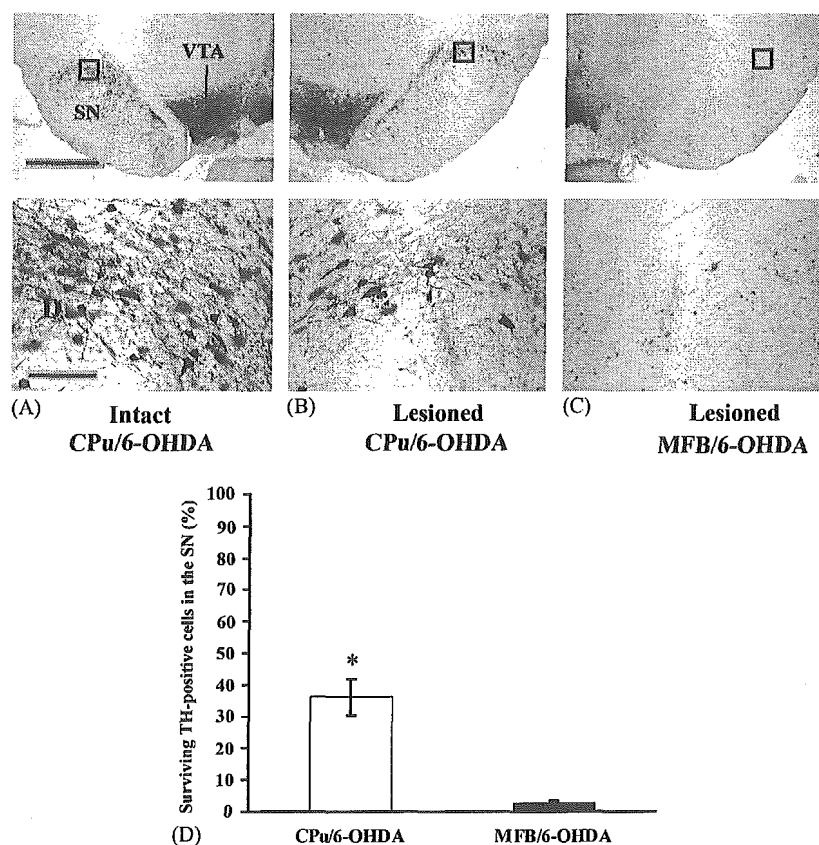 VTA
SN
D
(A)
Intact
CPu/6-OHDA
(B)
Lesioned
CPu/6-OHDA
(C)
Lesioned
MFB/6-OHDA
Surviving TH-positive cells in the SN (%)
100
90
80
70
60
50
40
30
20
10
0
*
(D)
CPu/6-OHDA
MFB/6-OHDA